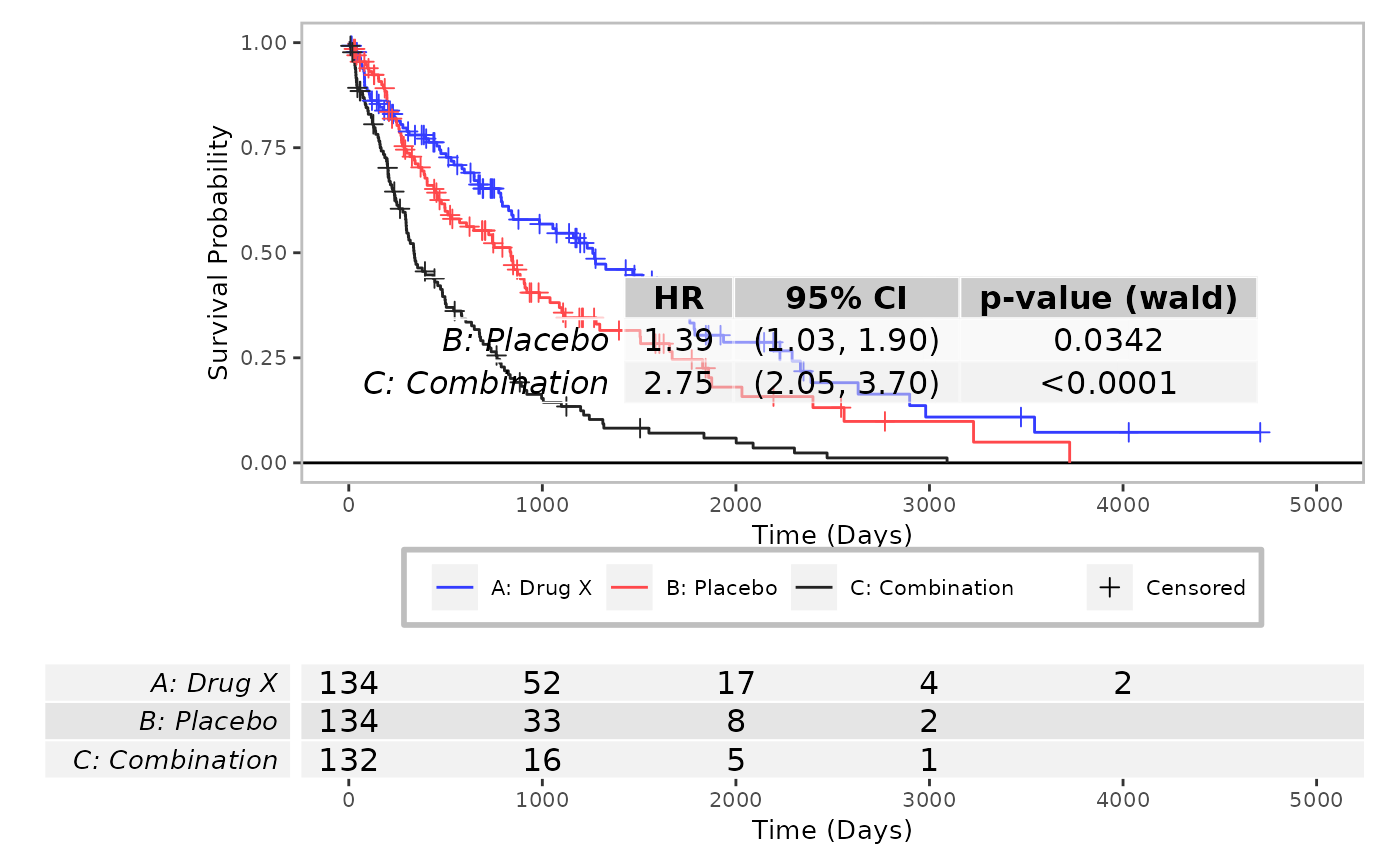 Survival Probability
1.00
0.75
0.50
0.25
0.00
HR 95% CI p-value (wald)
B: Placebo 1.39 (1.03, 1.90) 0.0342
C: Combination 2.75 (2.05, 3.70) <0.0001
0 1000 2000 3000 4000 5000
Time (Days)
A: Drug X B: Placebo C: Combination Censored
A: Drug X 134 52 17 4 2
B: Placebo 134 33 8 2
C: Combination 132 16 5 1
0 1000 2000 3000 4000 5000
Time (Days)